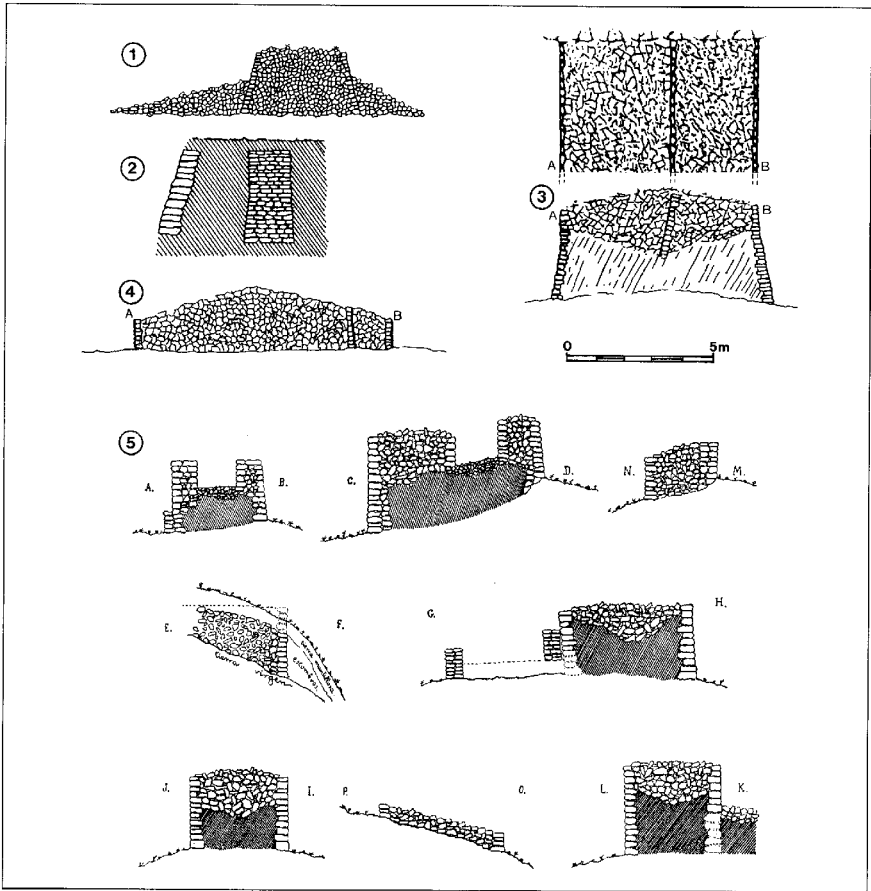 1
2
A B
3
A B
4
A B
0 5m
5
A. B.
C. D.
N. M.
E. F.
G. H.
J. I.
P. O.
L. K.